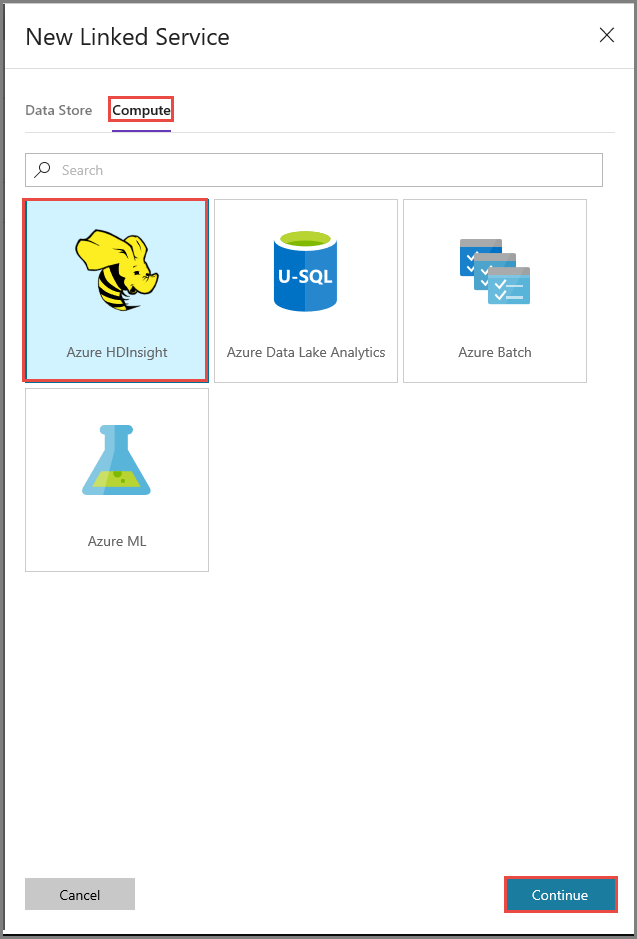 New Linked Service
Data Store Compute
Search
U-SQL
Azure HDInsight Azure Data Lake Analytics Azure Batch
Azure ML
Cancel Continue